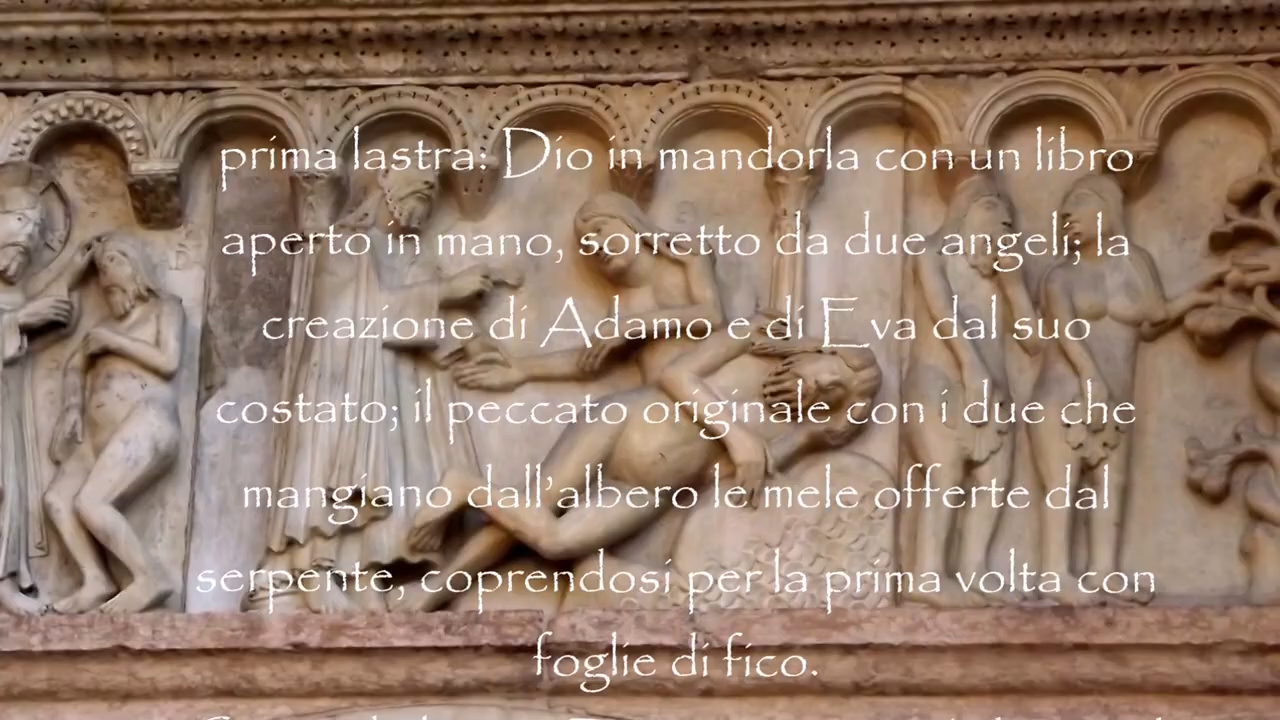 prima lastra: Dio in mandorla con un libro
aperto in mano, sorretto da due angeli; la
creazione di Adamo e di Eva dal suo
costato; il peccato originale con i due che
mangiano dall'albero le mele offerte dal
serpente, coprendosi per la prima volta con
foglie di fico.